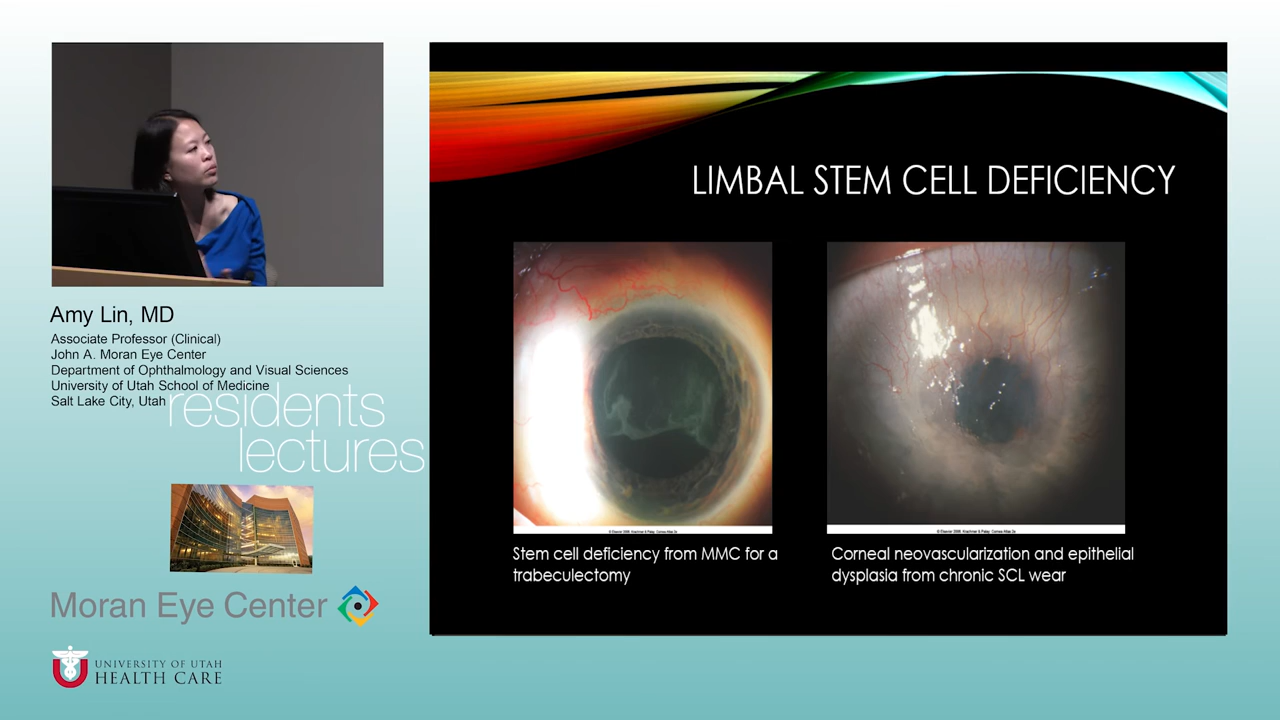 LIMBAL STEM CELL DEFICIENCY
Stem cell deficiency from MMC for a
trabeculectomy
Corneal neovascularization and epithelial
dysplasia from chronic SCL wear
Amy Lin, MD
Associate Professor (Clinical)
John A. Moran Eye Center
Department of Ophthalmology and Visual Sciences
University of Utah School of Medicine
Salt Lake City, Utah
residents
lectures
Moran Eye Center
UNIVERSITY OF UTAH
HEALTH CARE